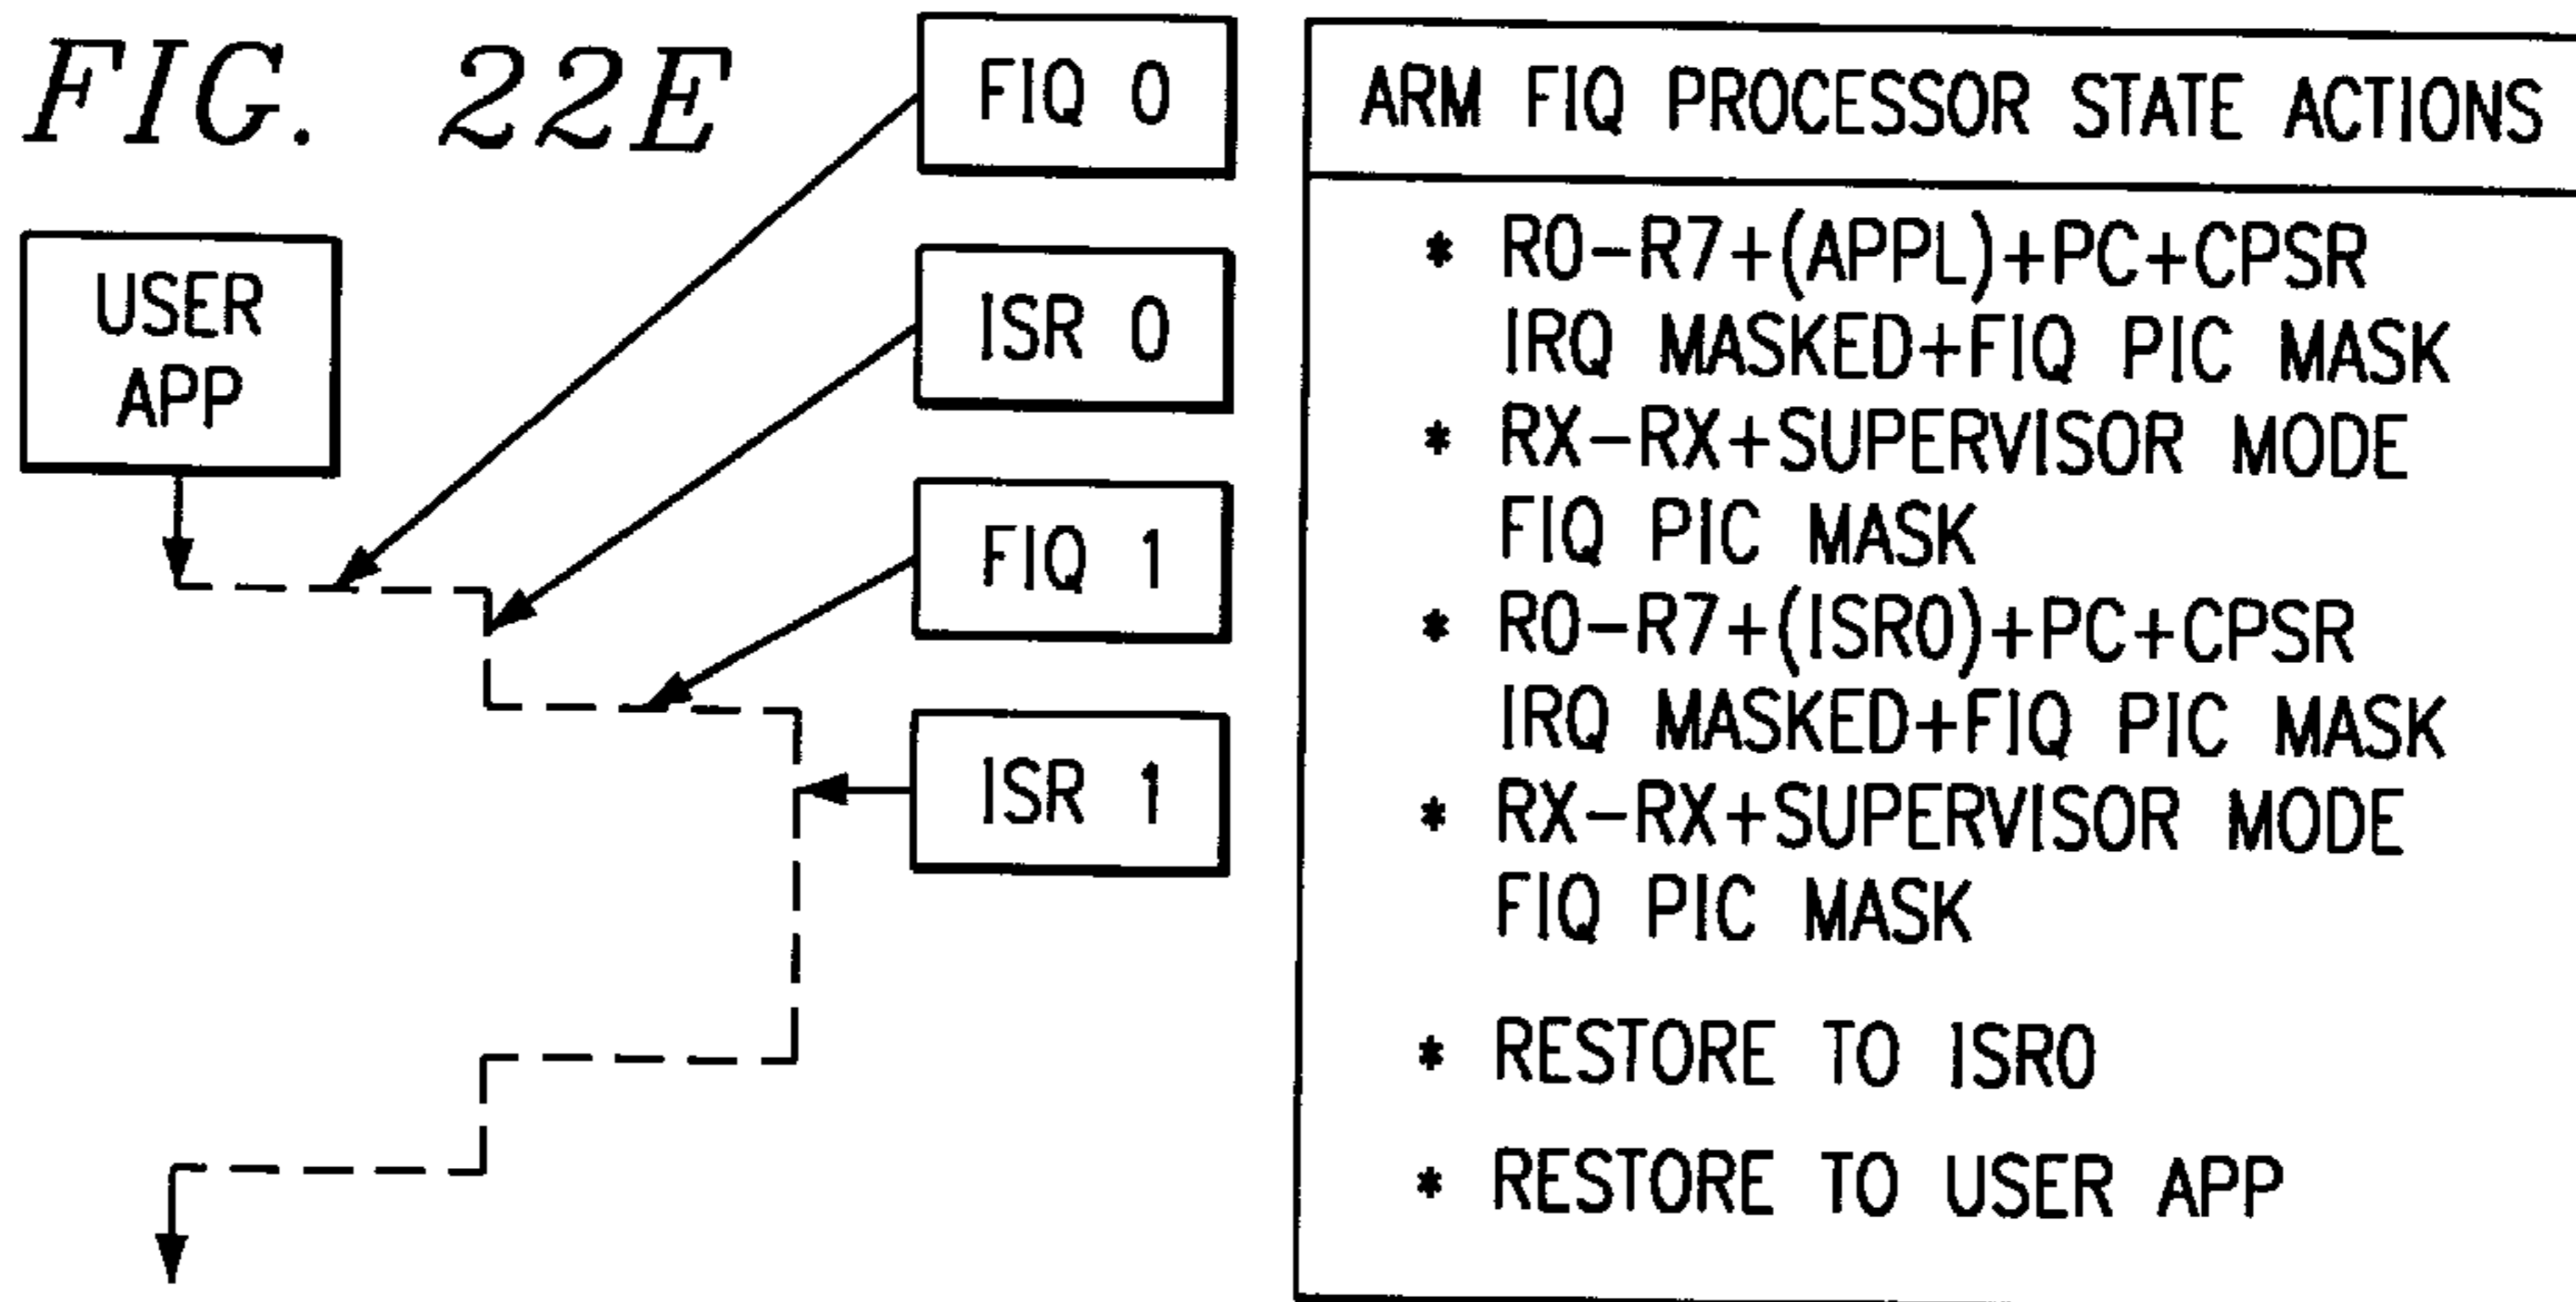 FIG. 22E
USER
APP
FIQ 0
ISR 0
FIQ 1
ISR 1
ARM FIQ PROCESSOR STATE ACTIONS
* R0-R7+(APPL)+PC+CPSR
IRQ MASKED+FIQ PIC MASK
* RX-RX+SUPERVISOR MODE
FIQ PIC MASK
* R0-R7+(ISR0)+PC+CPSR
IRQ MASKED+FIQ PIC MASK
* RX-RX+SUPERVISOR MODE
FIQ PIC MASK
* RESTORE TO ISR0
* RESTORE TO USER APP